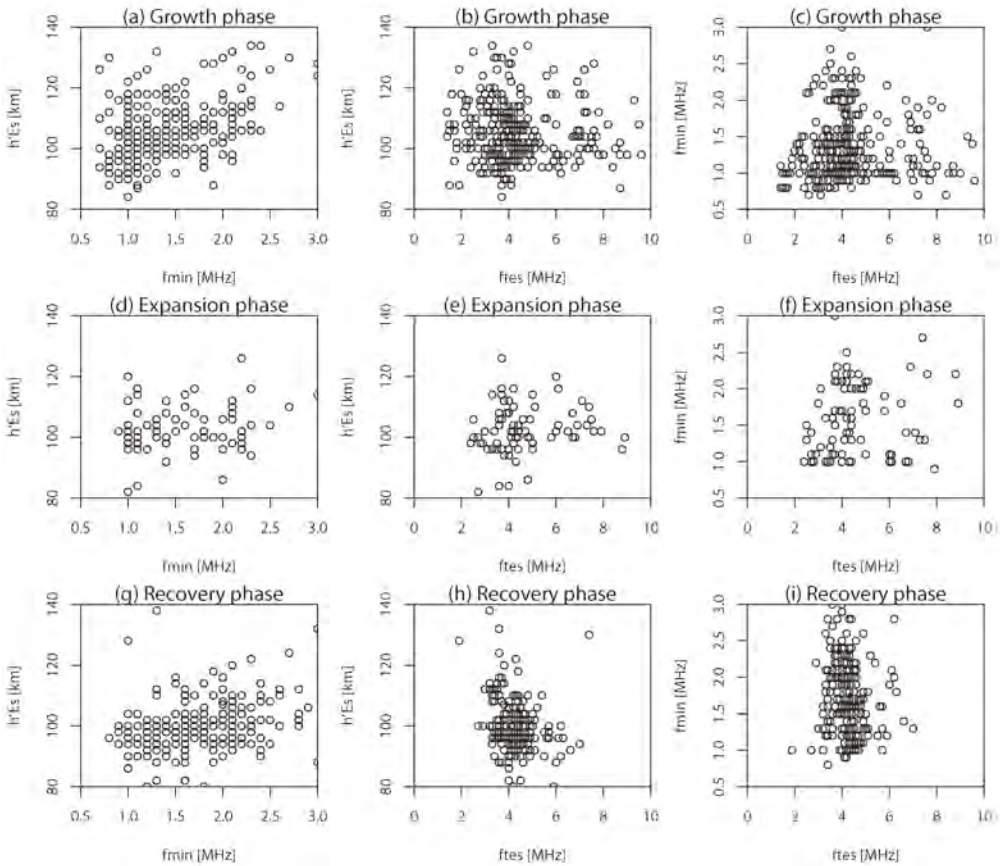 (a) Growth phase
(b) Growth phase
(c) Growth phase
h'Es [km]
80 100 120 140
0.5 1.0 1.5 2.0 2.5 3.0
fmin [MHz]
h'Es [km]
80 100 120 140
0 2 4 6 8 10
ftes [MHz]
fmin [MHz]
0.5 1.0 1.5 2.0 2.5 3.0
0 2 4 6 8 10
ftes [MHz]
(d) Expansion phase
(e) Expansion phase
(f) Expansion phase
h'Es [km]
80 100 120 140
0.5 1.0 1.5 2.0 2.5 3.0
fmin [MHz]
h'Es [km]
80 100 120 140
0 2 4 6 8 10
ftes [MHz]
fmin [MHz]
0.5 1.0 1.5 2.0 2.5 3.0
0 2 4 6 8 10
ftes [MHz]
(g) Recovery phase
(h) Recovery phase
(i) Recovery phase
h'Es [km]
80 100 120 140
0.5 1.0 1.5 2.0 2.5 3.0
fmin [MHz]
h'Es [km]
80 100 120 140
0 2 4 6 8 10
ftes [MHz]
fmin [MHz]
0.5 1.0 1.5 2.0 2.5 3.0
0 2 4 6 8 10
ftes [MHz]